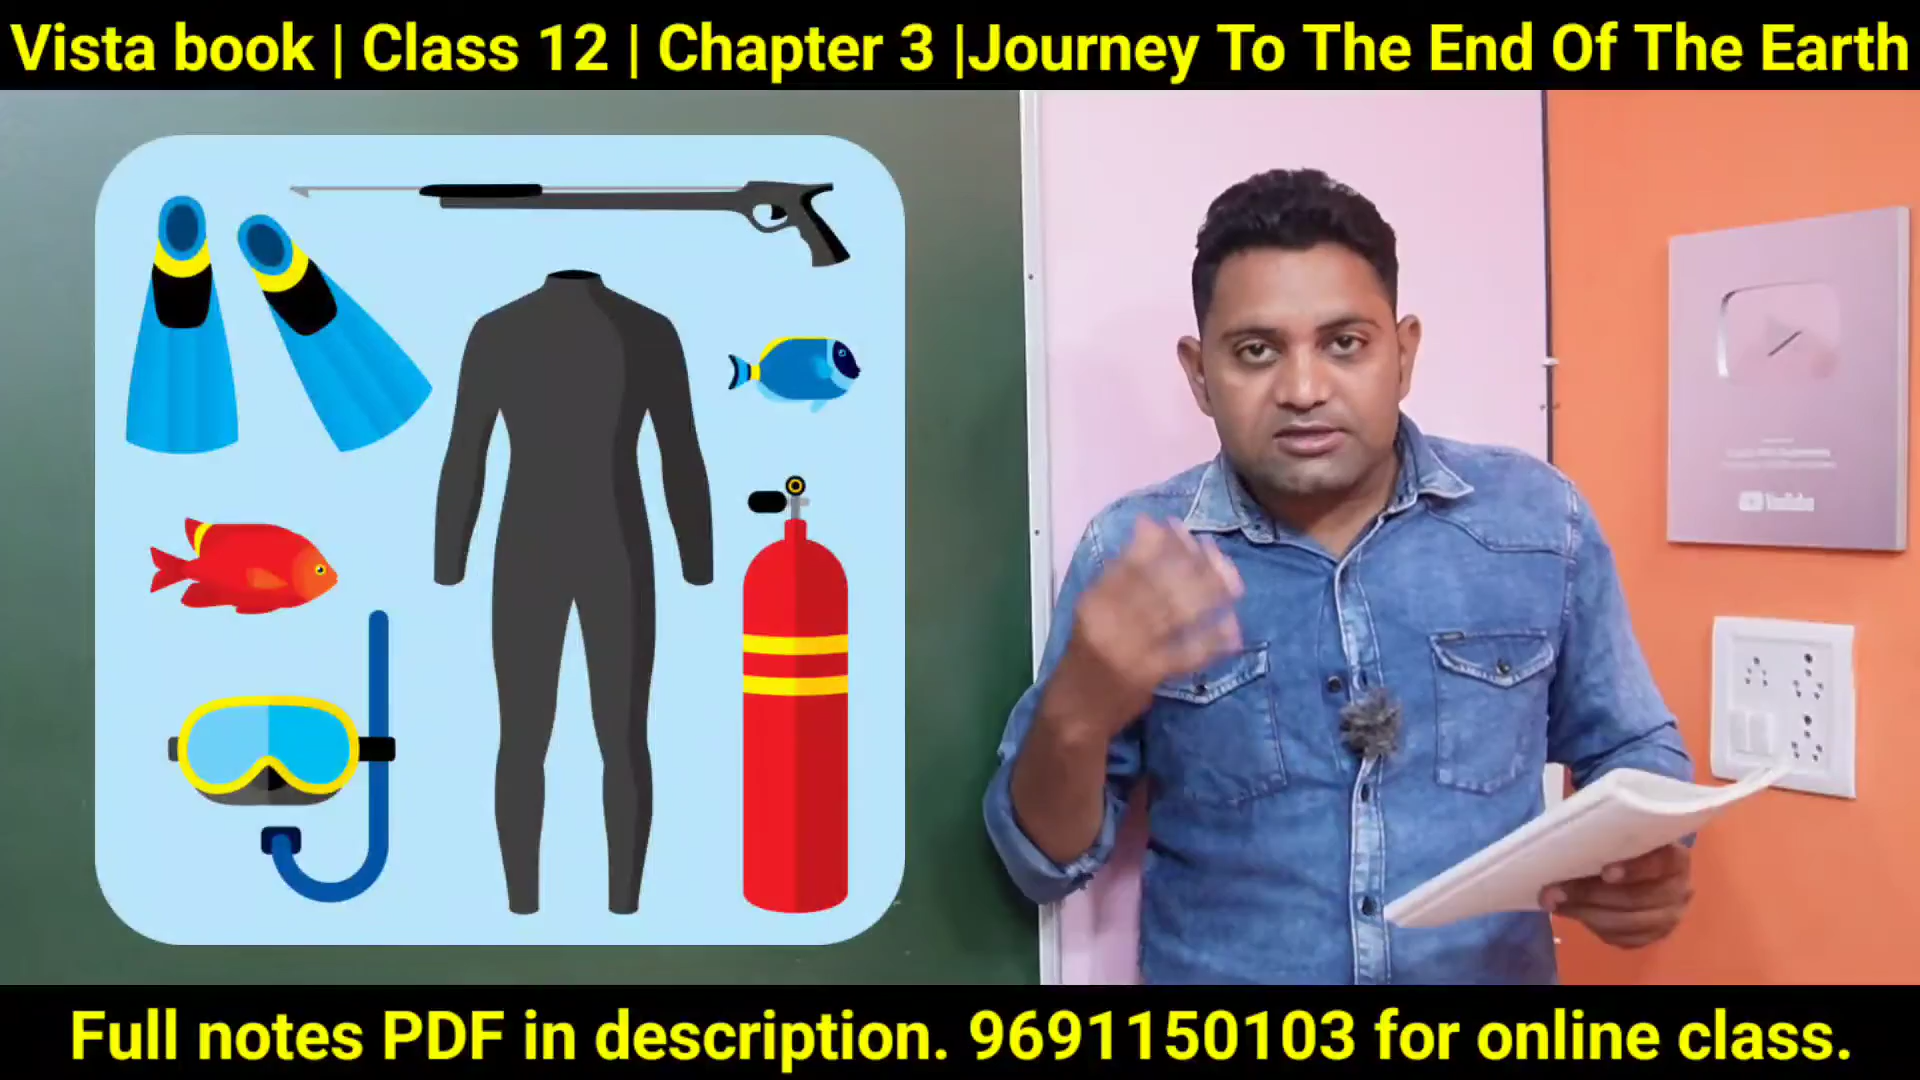 Vista book | Class 12 | Chapter 3 |Journey To The End Of The Earth
YouTube
Full notes PDF in description. 9691150103 for online class.